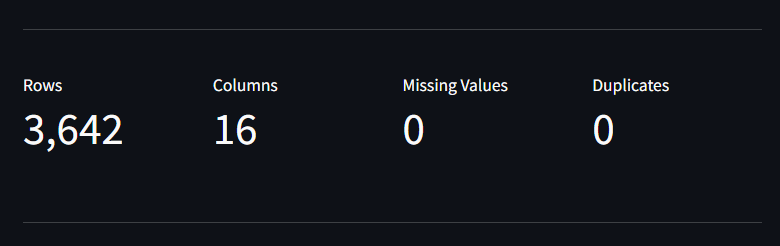 Rows Columns Missing Values Duplicates
3,642 16 0 0